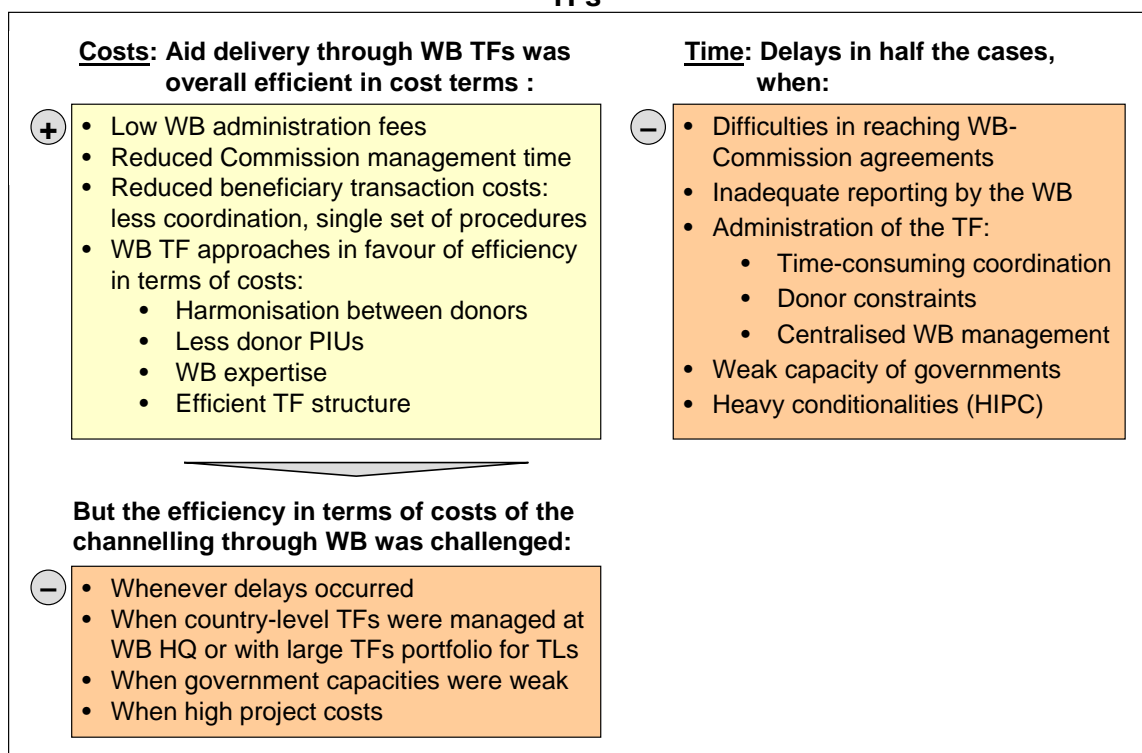 Costs: Aid delivery through WB TFs was
overall efficient in cost terms :
+
• Low WB administration fees
• Reduced Commission management time
• Reduced beneficiary transaction costs:
less coordination, single set of procedures
• WB TF approaches in favour of efficiency
in terms of costs:
• Harmonisation between donors
• Less donor PIUs
• WB expertise
• Efficient TF structure
But the efficiency in terms of costs of the
channelling through WB was challenged:
–
• Whenever delays occurred
• When country-level TFs were managed at
WB HQ or with large TFs portfolio for TLs
• When government capacities were weak
• When high project costs
Time: Delays in half the cases,
when:
–
• Difficulties in reaching WB-
Commission agreements
• Inadequate reporting by the WB
• Administration of the TF:
• Time-consuming coordination
• Donor constraints
• Centralised WB management
• Weak capacity of governments
• Heavy conditionalities (HIPC)